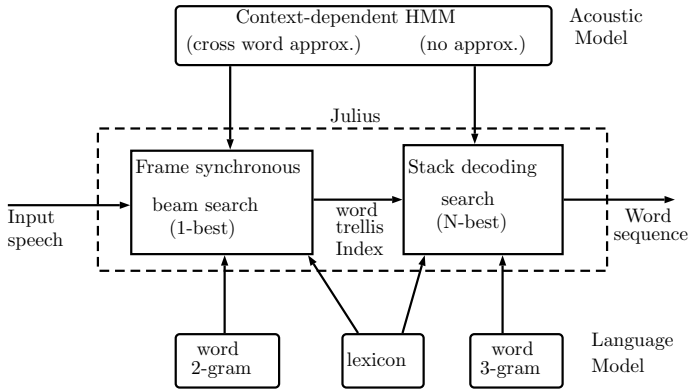 Context-dependent HMM
(cross word approx.) (no approx.)
Acoustic
Model
Julius
Frame synchronous
beam search
(1-best)
Stack decoding
search
(N-best)
Input
speech
word
trellis
Index
Word
sequence
word
2-gram
lexicon
word
3-gram
Language
Model